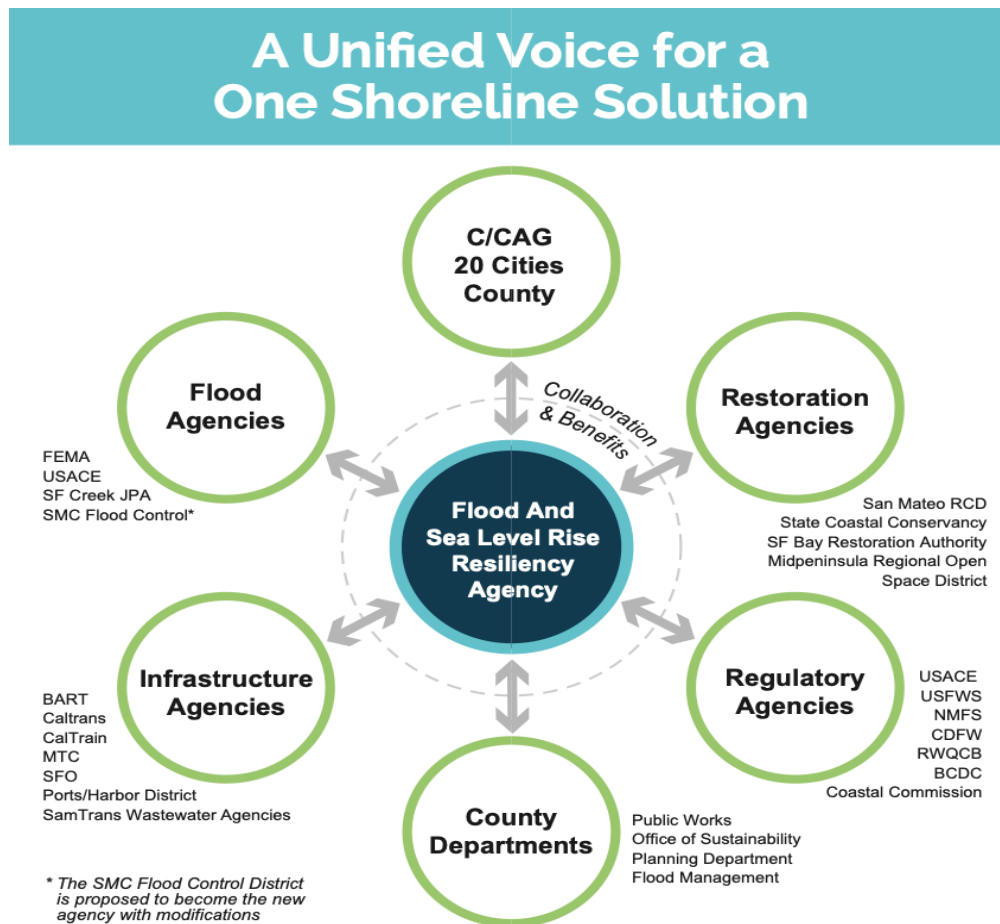 A Unified Voice for a
One Shoreline Solution
C/CAG
20 Cities
County
Flood
Agencies
FEMA
USACE
SF Creek JPA
SMC Flood Control*
Collaboration
& Benefits
Restoration
Agencies
San Mateo RCD
State Coastal Conservancy
SF Bay Restoration Authority
Midpeninsula Regional Open
Space District
Flood And
Sea Level Rise
Resiliency
Agency
Infrastructure
Agencies
BART
Caltrans
CalTrain
MTC
SFO
Ports/Harbor District
SamTrans Wastewater Agencies
Regulatory
Agencies
USACE
USFWS
NMFS
CDFW
RWQCB
BCDC
Coastal Commission
County
Departments
Public Works
Office of Sustainability
Planning Department
Flood Management
* The SMC Flood Control District
is proposed to become the new
agency with modifications